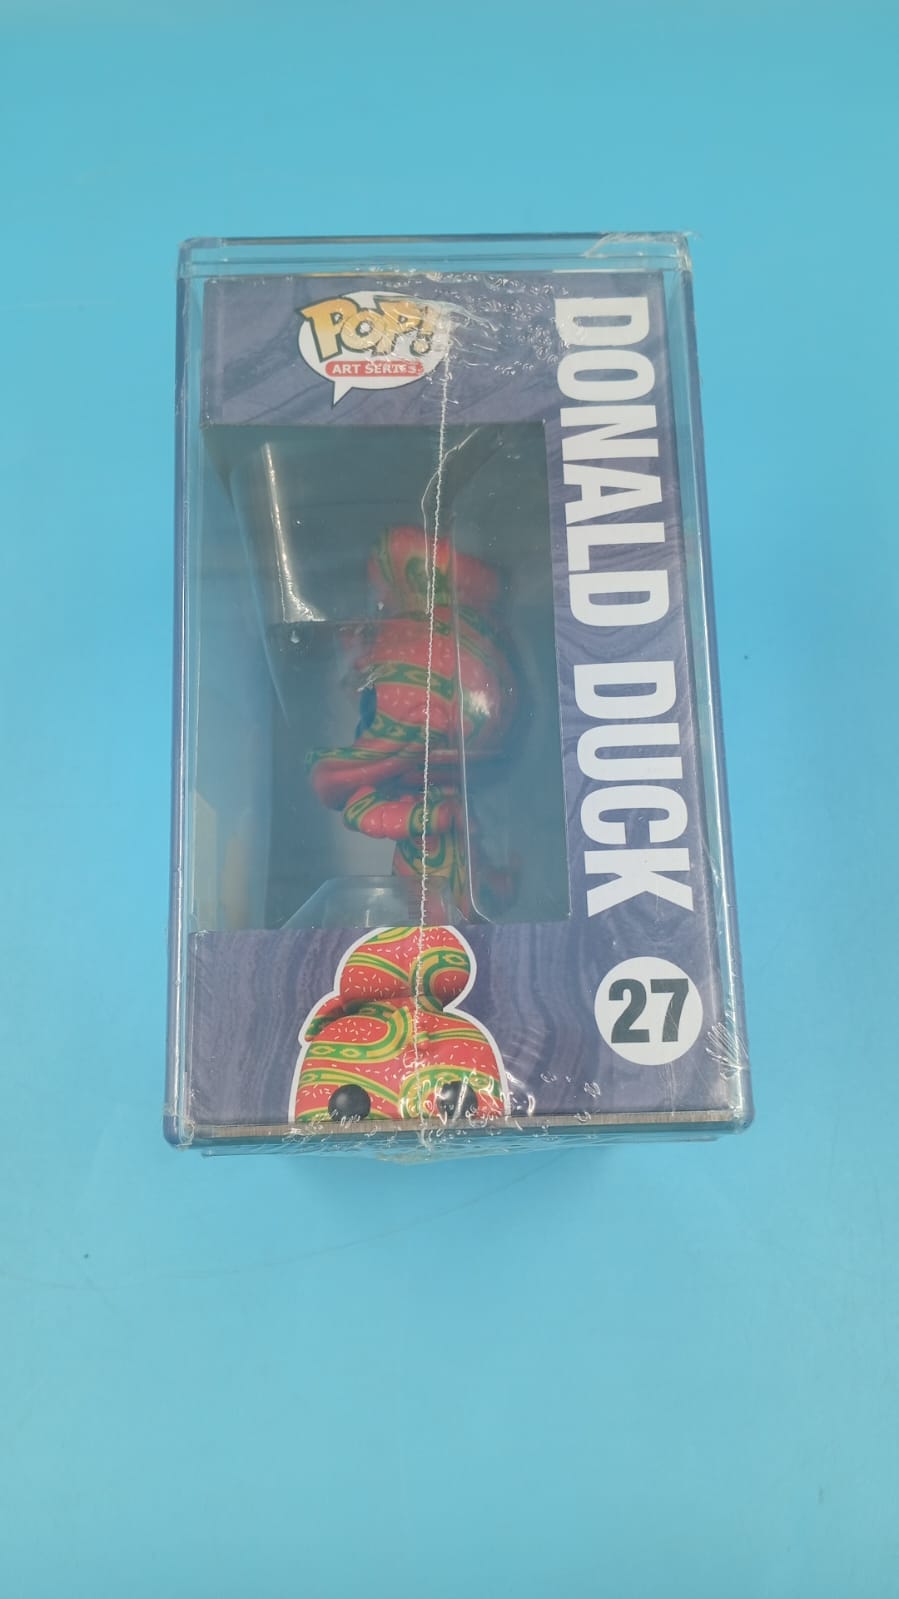 POP!
ART SERIES
DONALD DUCK
27